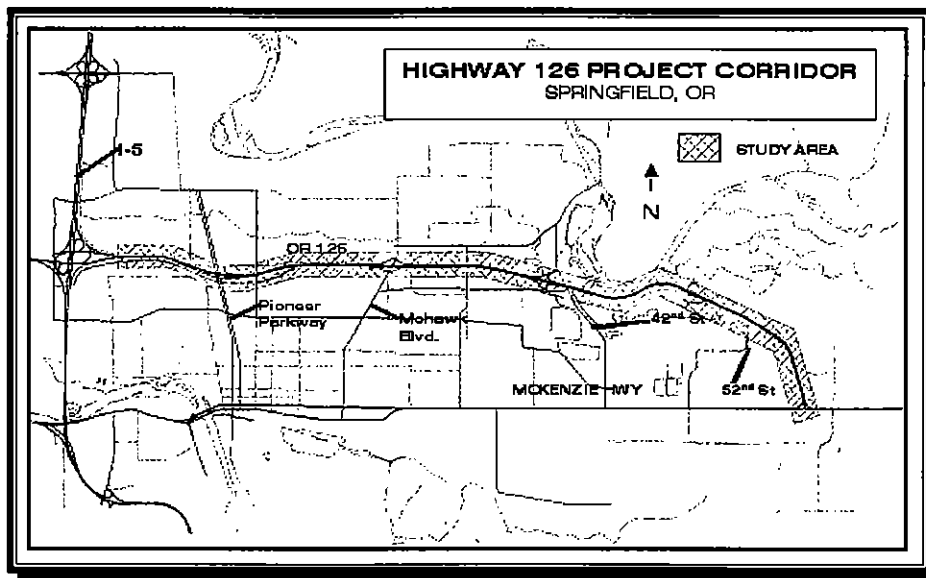 HIGHWAY 126 PROJECT CORRIDOR
SPRINGFIELD, OR
STUDY AREA
I-5
N
OR 126
Pioneer
Parkway
Mohawk
Blvd.
42nd St
MCKENZIE HWY
52nd St